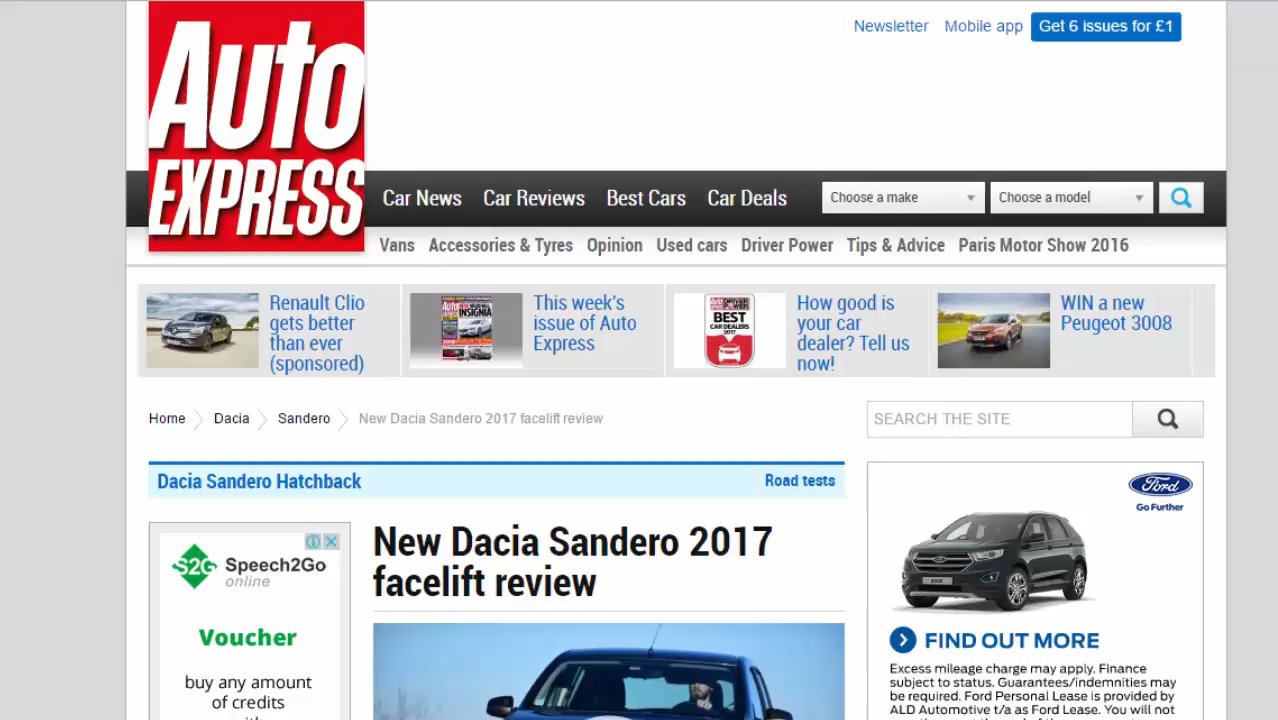 Newsletter Mobile app Get 6 issues for £1
Auto
EXPRESS
Car News Car Reviews Best Cars Car Deals Choose a make Choose a model
Vans Accessories & Tyres Opinion Used cars Driver Power Tips & Advice Paris Motor Show 2016
Renault Clio
gets better
than ever
(sponsored)
INSIGNIA
This week's
issue of Auto
Express
BEST
CAR DEALERS
2017
How good is
your car
dealer? Tell us
now!
WIN a new
Peugeot 3008
Home Dacia Sandero New Dacia Sandero 2017 facelift review
SEARCH THE SITE
Dacia Sandero Hatchback Road tests
S2G Speech2Go
online
Voucher
buy any amount
of credits
New Dacia Sandero 2017
facelift review
Ford
Go Further
FIND OUT MORE
Excess mileage charge may apply. Finance
subject to status. Guarantees/indemnities may
be required. Ford Personal Lease is provided by
ALD Automotive t/a as Ford Lease. You will not